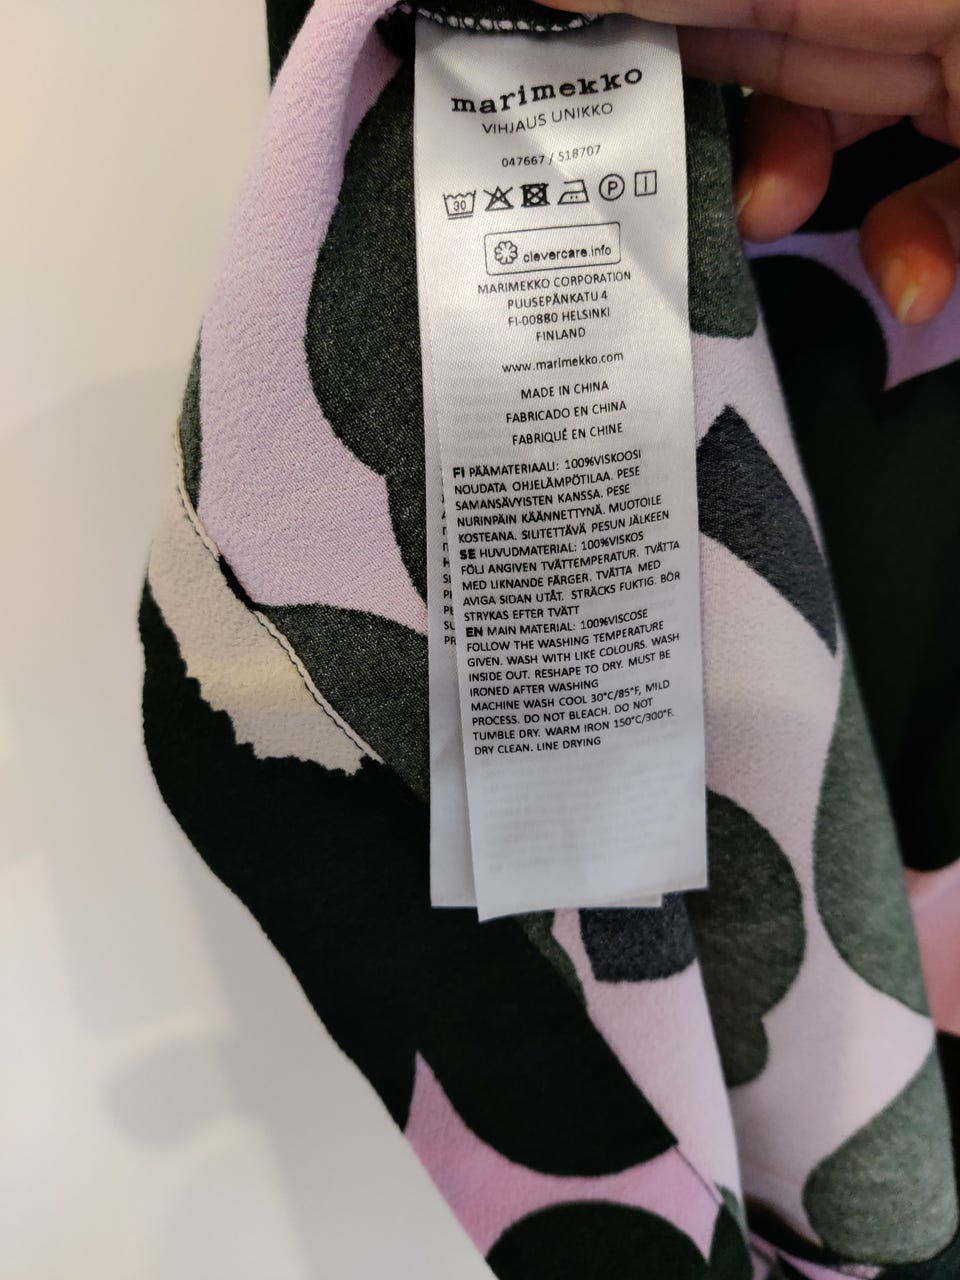 marimekko
VIHJAUS UNIKKO
047667 / 518707
30 P
clevercare.info
MARIMEKKO CORPORATION
PUUSEPÄNKATU 4
FI-00880 HELSINKI
FINLAND
www.marimekko.com
MADE IN CHINA
FABRICADO EN CHINA
FABRIQUÉ EN CHINE
FI PÄÄMATERIAALI: 100%VISKOOSI
NOUDATA OHJELÄMPÖTILAA. PESE
SAMANSÄVYISTEN KANSSA. PESE
NURINPÄIN KÄÄNNETTYNÄ. MUOTOILE
KOSTEANA. SILITETTÄVÄ PESUN JÄLKEEN
SE HUVUDMATERIAL: 100%VISKOS
FÖLJ ANGIVEN TVÄTTEMPERATUR. TVÄTTA
MED LIKNANDE FÄRGER. TVÄTTA MED
AVIGA SIDAN UTÅT. STRÄCKS FUKTIG. BÖR
STRYKAS EFTER TVÄTT
EN MAIN MATERIAL: 100%VISCOSE
FOLLOW THE WASHING TEMPERATURE
GIVEN. WASH WITH LIKE COLOURS. WASH
INSIDE OUT. RESHAPE TO DRY. MUST BE
IRONED AFTER WASHING
MACHINE WASH COOL 30°C/85°F, MILD
PROCESS. DO NOT BLEACH. DO NOT
TUMBLE DRY. WARM IRON 150°C/300°F.
DRY CLEAN. LINE DRYING